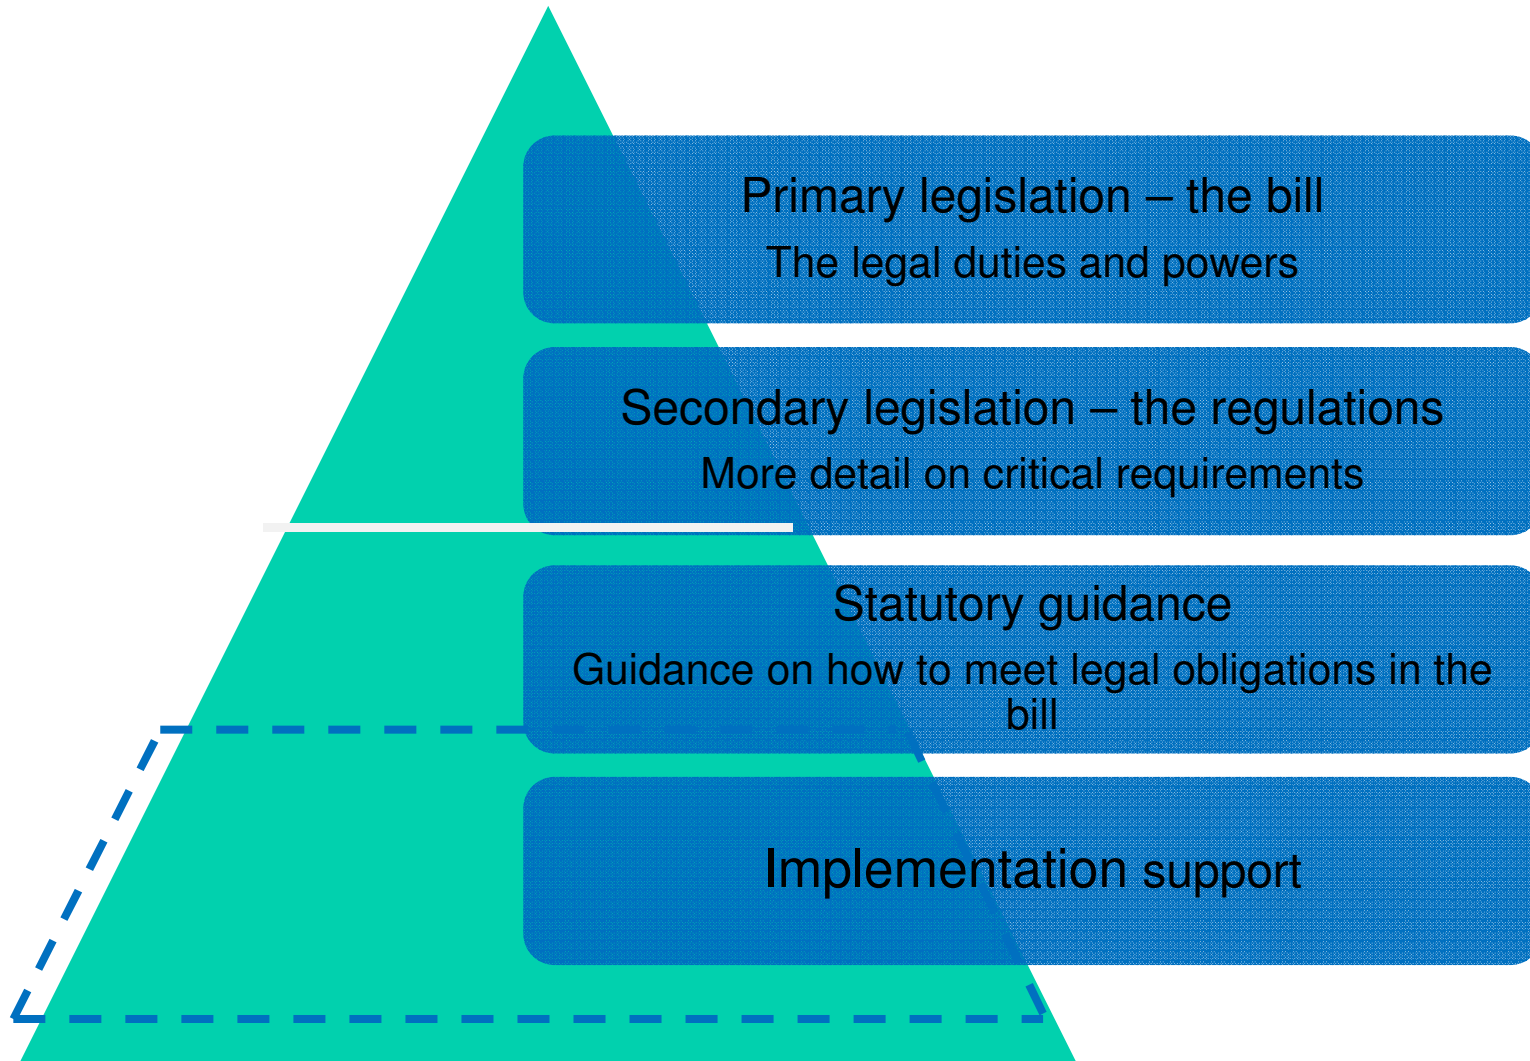 Primary legislation – the bill
The legal duties and powers
Secondary legislation – the regulations
More detail on critical requirements
Statutory guidance
Guidance on how to meet legal obligations in the
bill
Implementation support